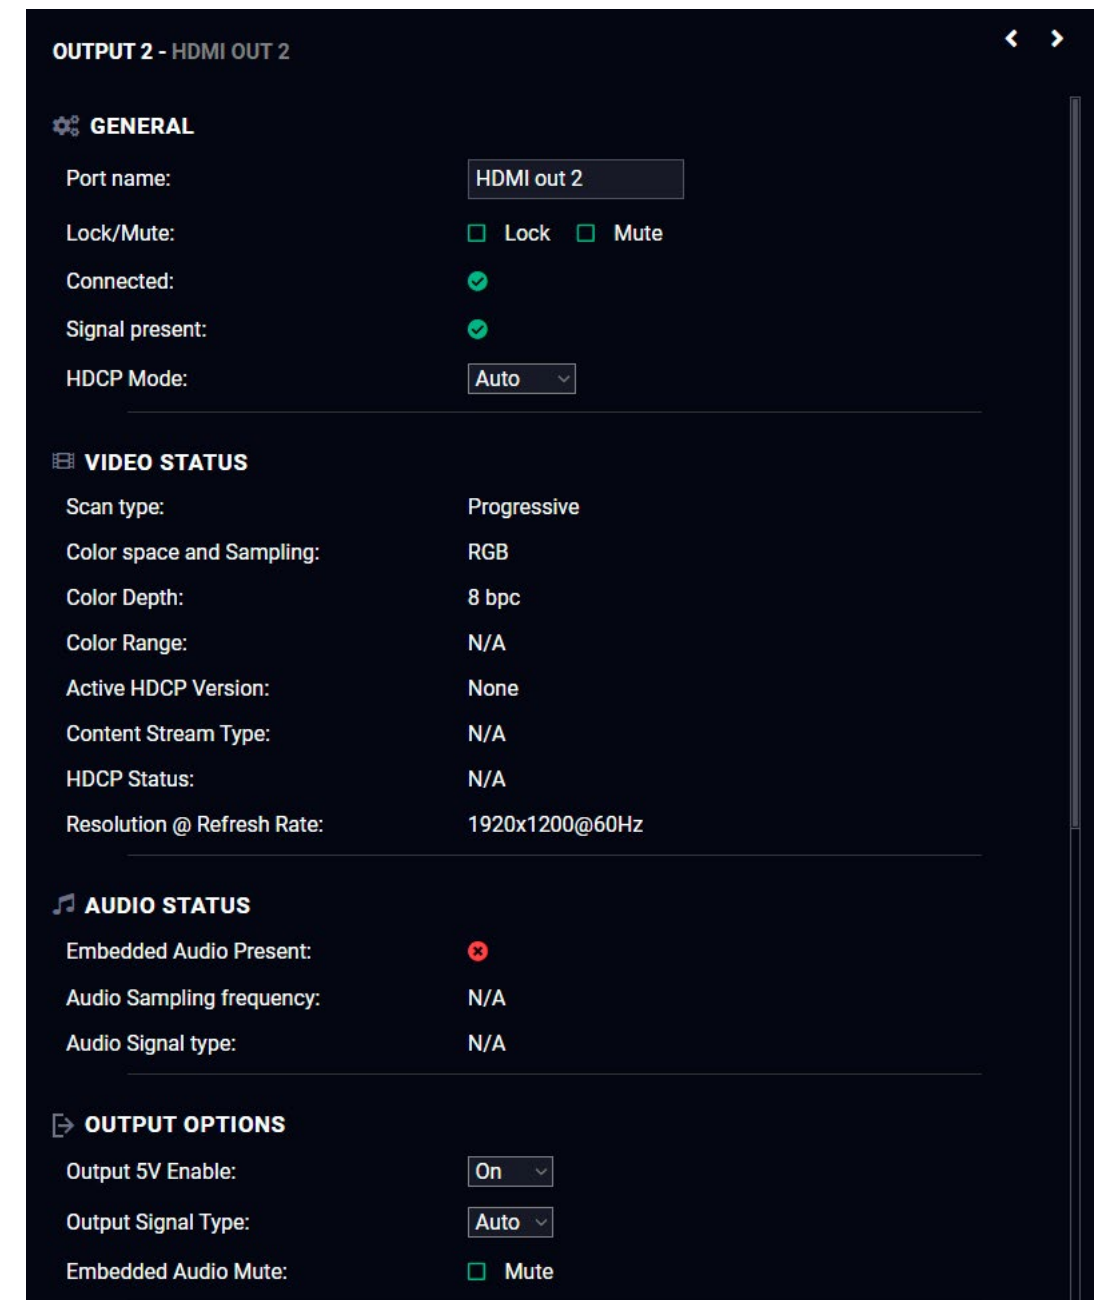 OUTPUT 2 - HDMI OUT 2
GENERAL
Port name: HDMI out 2
Lock/Mute: Lock Mute
Connected:
Signal present:
HDCP Mode: Auto
VIDEO STATUS
Scan type: Progressive
Color space and Sampling: RGB
Color Depth: 8 bpc
Color Range: N/A
Active HDCP Version: None
Content Stream Type: N/A
HDCP Status: N/A
Resolution @ Refresh Rate: 1920x1200@60Hz
AUDIO STATUS
Embedded Audio Present:
Audio Sampling frequency: N/A
Audio Signal type: N/A
OUTPUT OPTIONS
Output 5V Enable: On
Output Signal Type: Auto
Embedded Audio Mute: Mute